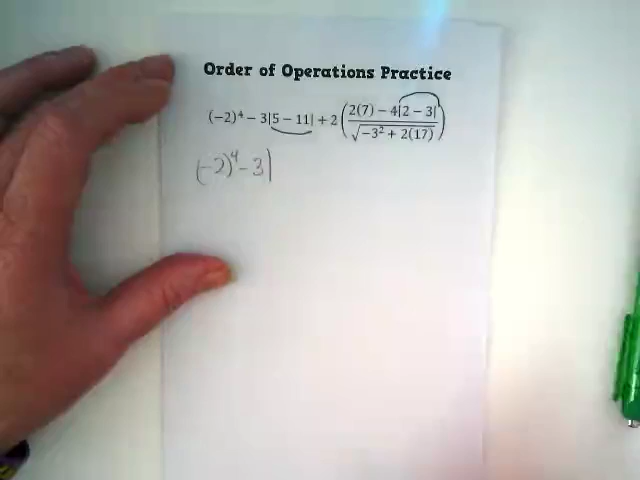 Order of Operations Practice
(−2)⁴ − 3|5 − 11| + 2((2(7) − 4|2 − 3|)/√(−3² + 2(17)))
(−2)⁴ − 3|